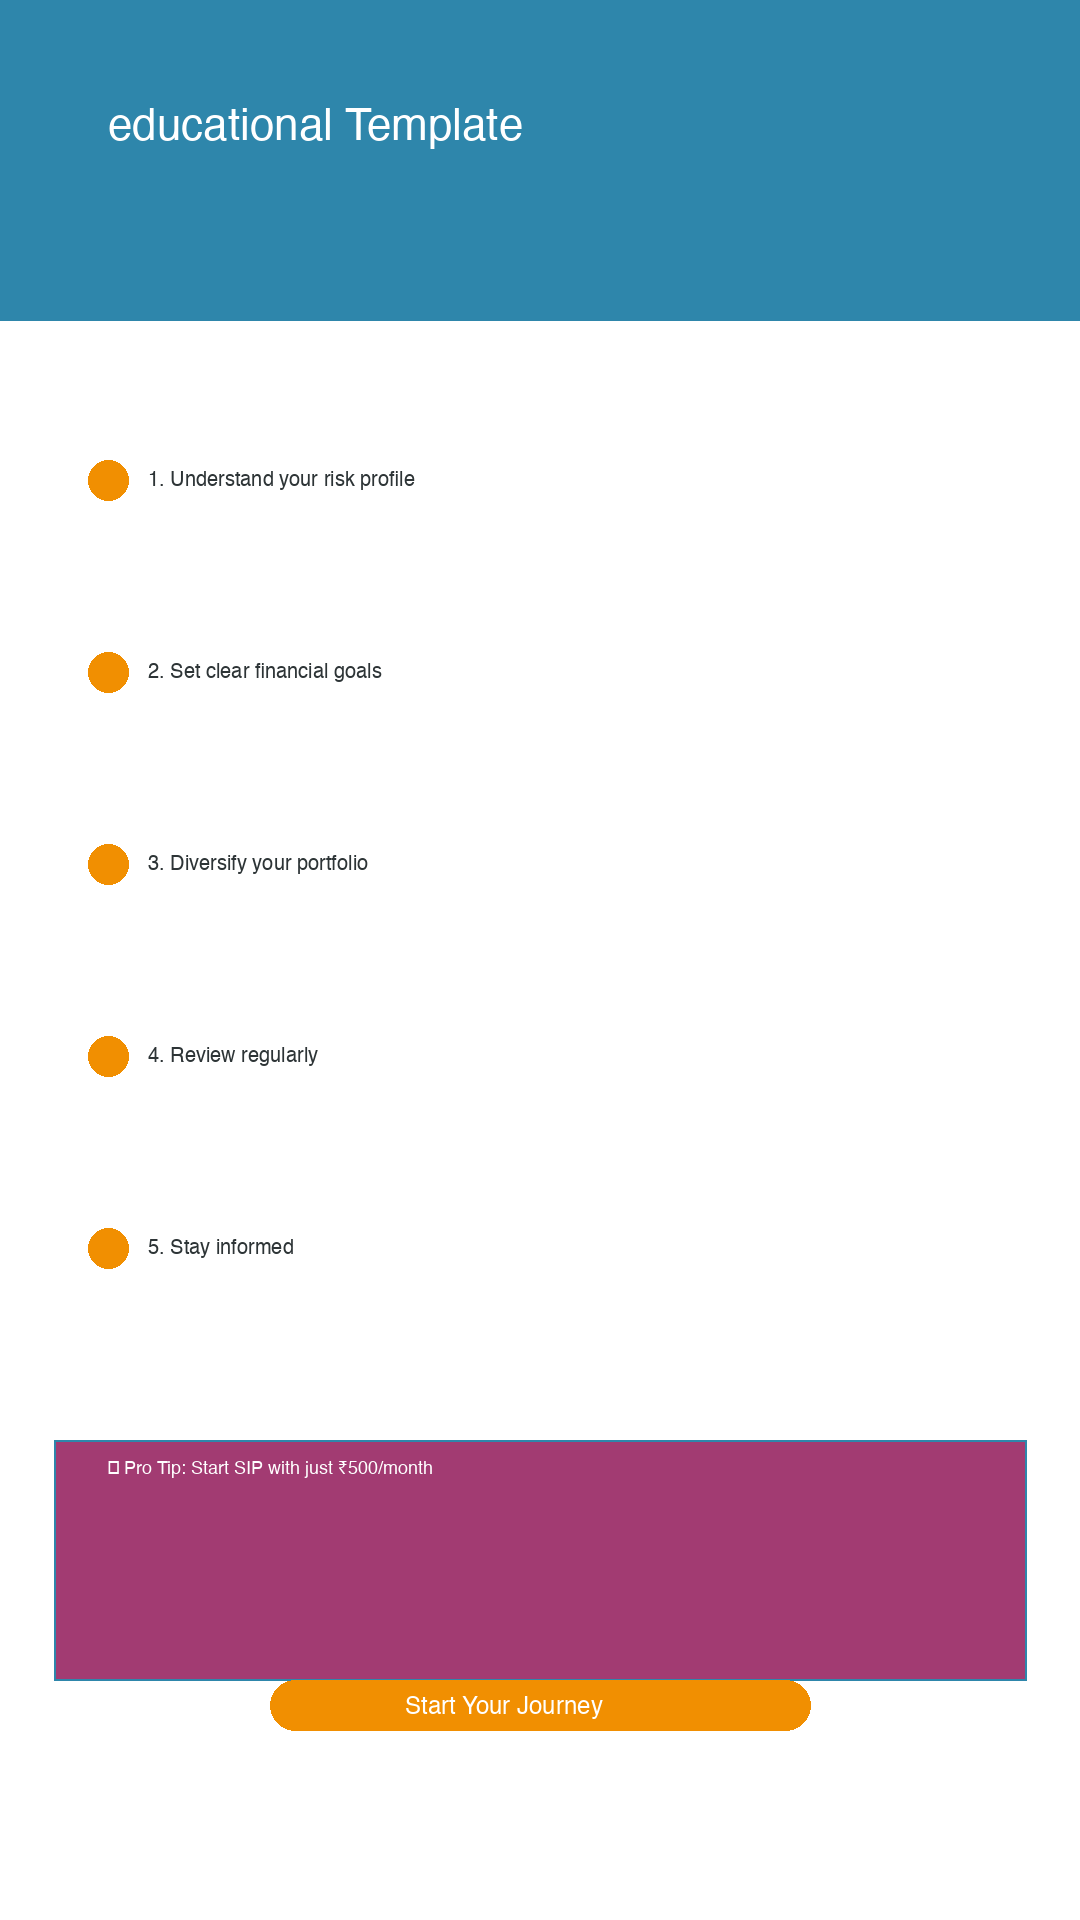 educational Template
1. Understand your risk profile
2. Set clear financial goals
3. Diversify your portfolio
4. Review regularly
5. Stay informed
Pro Tip: Start SIP with just ₹500/month
Start Your Journey